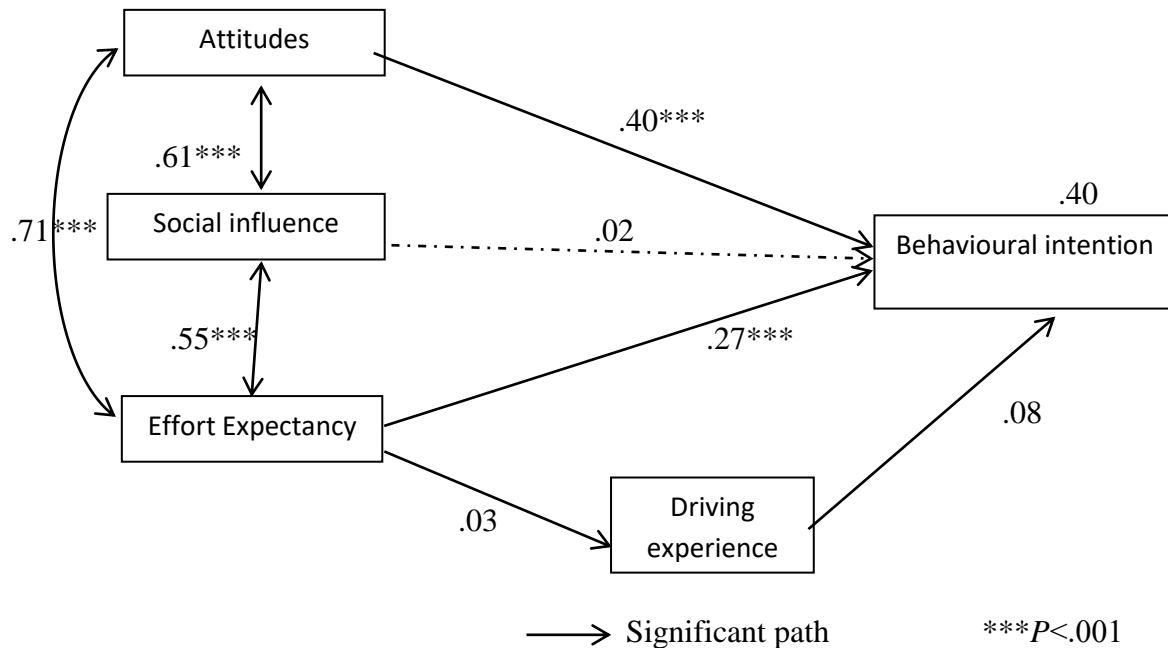 Attitudes
.40***
.61***
.40
Social influence
.02
Behavioural intention
.71***
.55***
.27***
Effort Expectancy
.08
.03
Driving
experience
Significant path
***P<.001